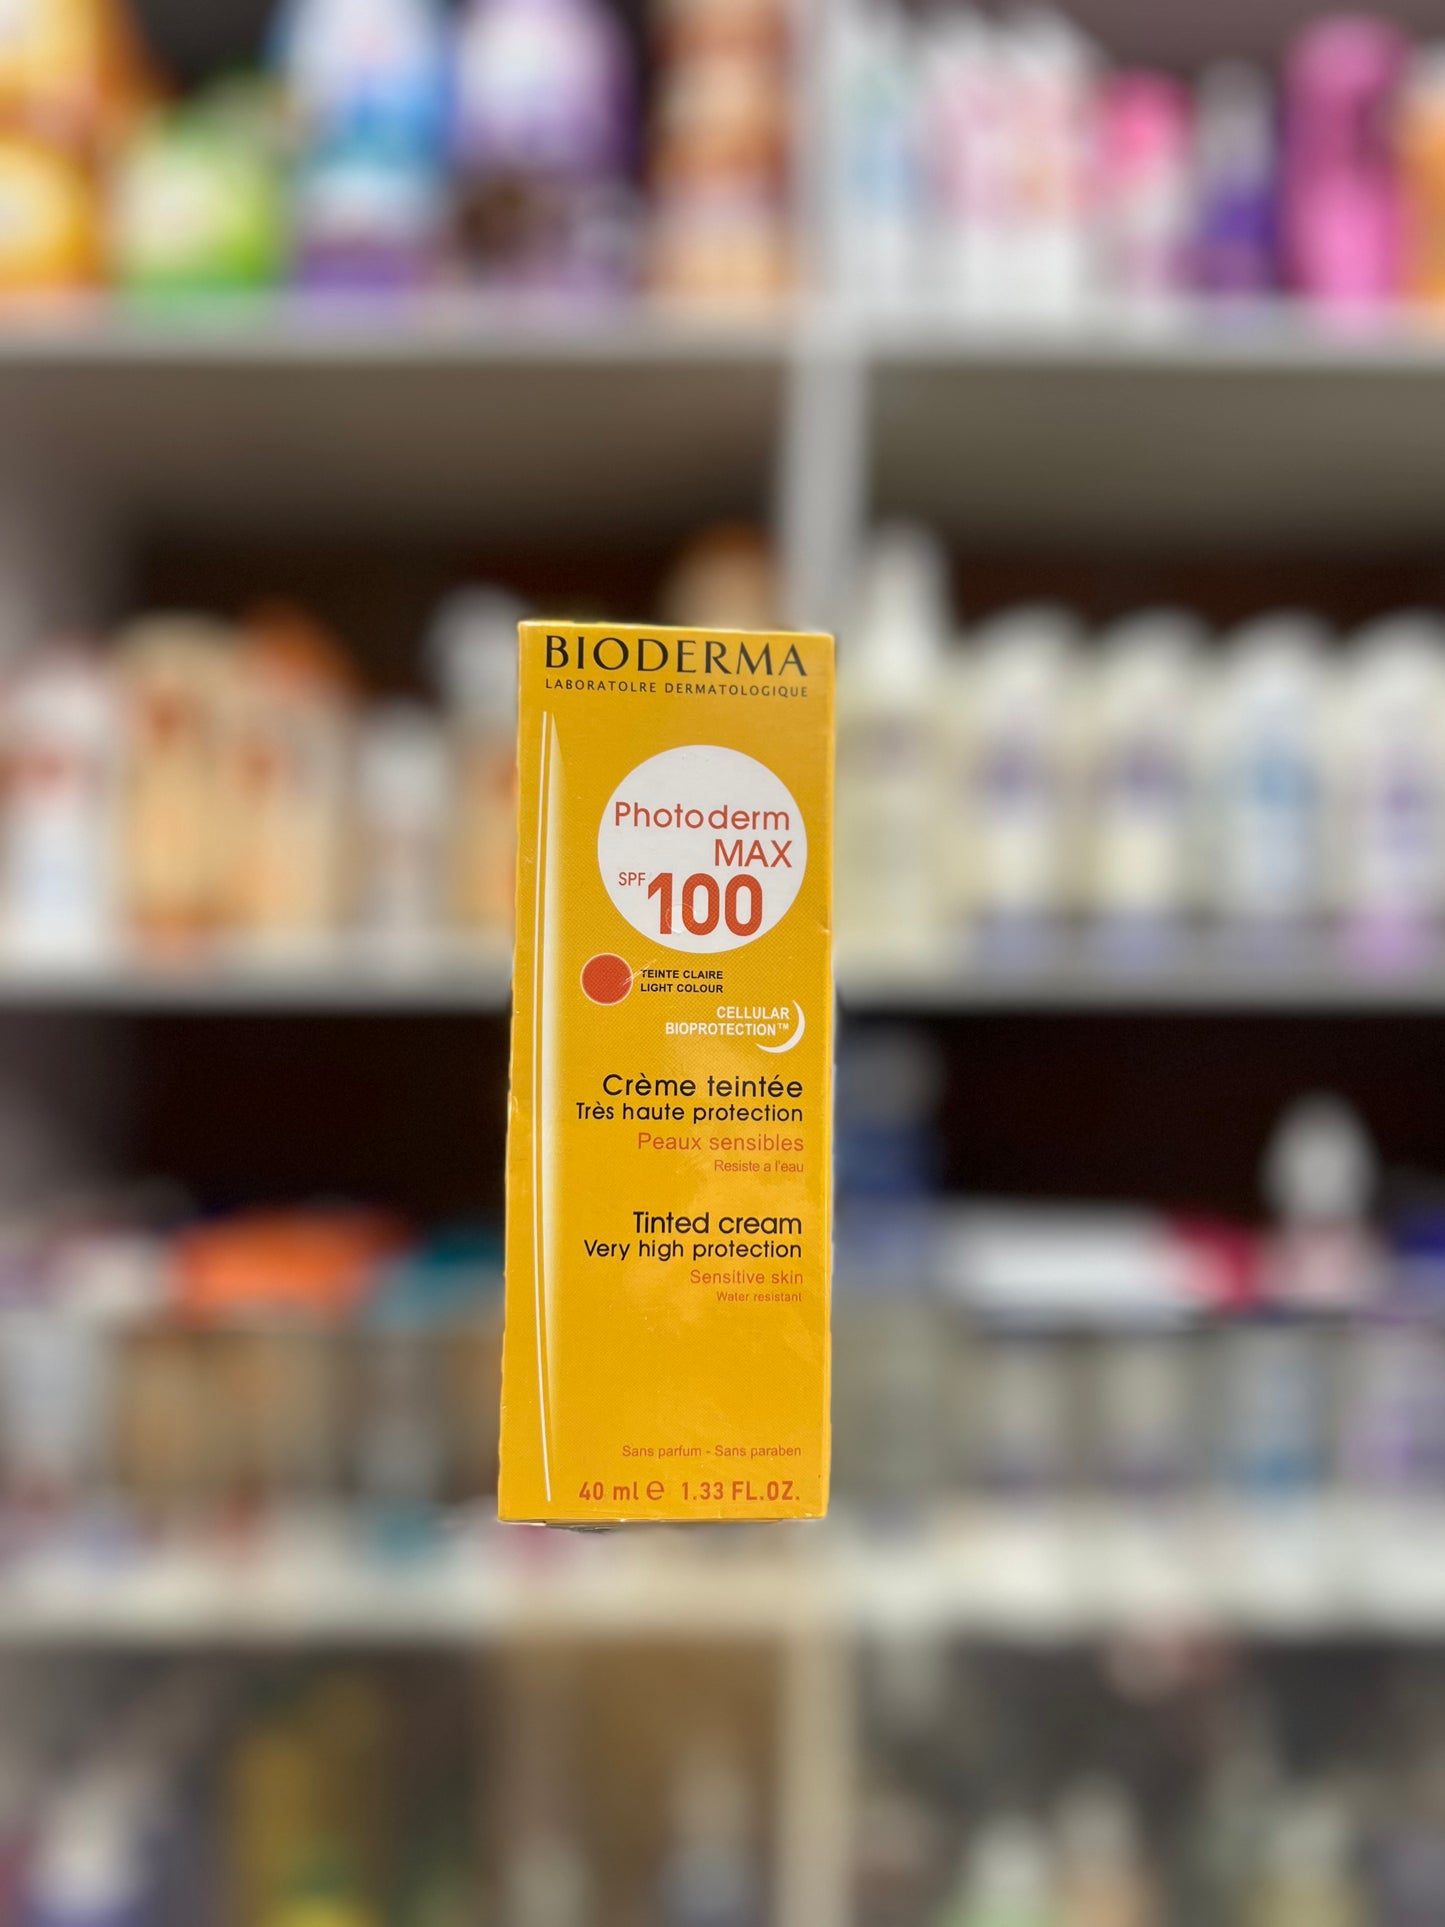 BIODERMA
LABORATOLRE DERMATOLOGIQUE
Photoderm
MAX
SPF 100
TEINTE CLAIRE
LIGHT COLOUR
CELLULAR
BIOPROTECTION™
Crème teintée
Très haute protection
Peaux sensibles
Resiste a l'eau
Tinted cream
Very high protection
Sensitive skin
Water resistant
Sans parfum - Sans paraben
40 ml e 1.33 FL.OZ.